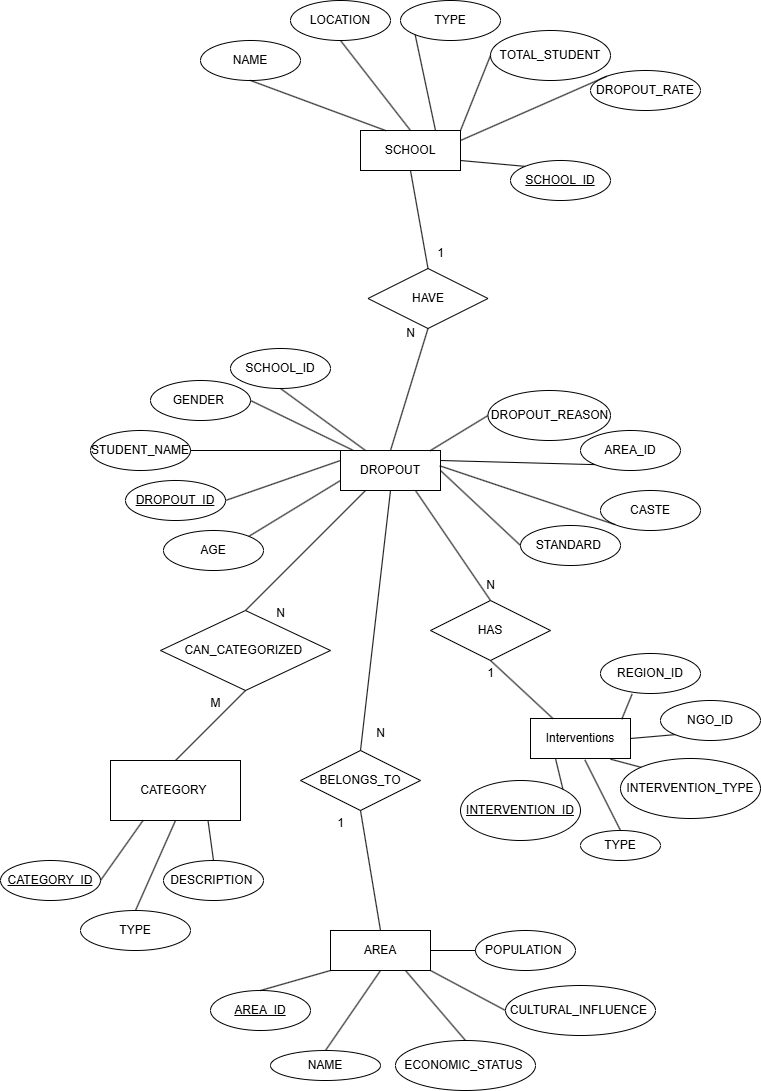 LOCATION
TYPE
NAME
TOTAL_STUDENT
DROPOUT_RATE
SCHOOL
SCHOOL_ID
1
HAVE
N
SCHOOL_ID
GENDER
DROPOUT_REASON
STUDENT_NAME
AREA_ID
DROPOUT
DROPOUT_ID
CASTE
AGE
STANDARD
N
N
HAS
CAN_CATEGORIZED
1
REGION_ID
M
NGO_ID
N
Interventions
BELONGS_TO
INTERVENTION_TYPE
CATEGORY
INTERVENTION_ID
1
TYPE
CATEGORY_ID
DESCRIPTION
TYPE
AREA
POPULATION
AREA_ID
CULTURAL_INFLUENCE
NAME
ECONOMIC_STATUS